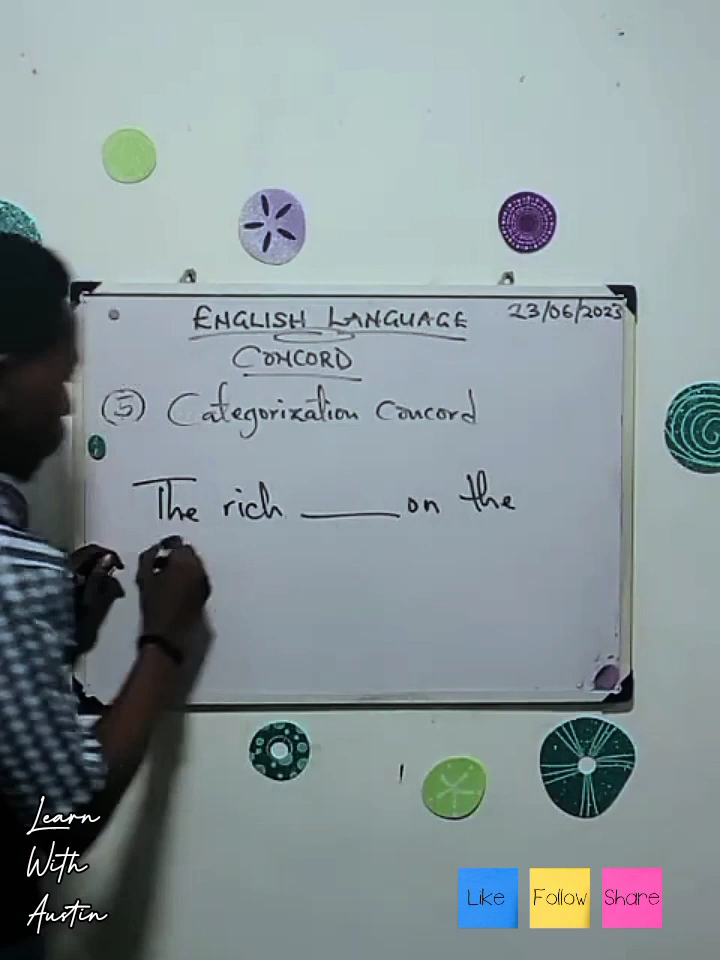 ENGLISH LANGUAGE
23/06/2023
CONCORD
(5) Categorization Concord
The rich ____ on the
Learn
With
Austin
Like
Follow
Share